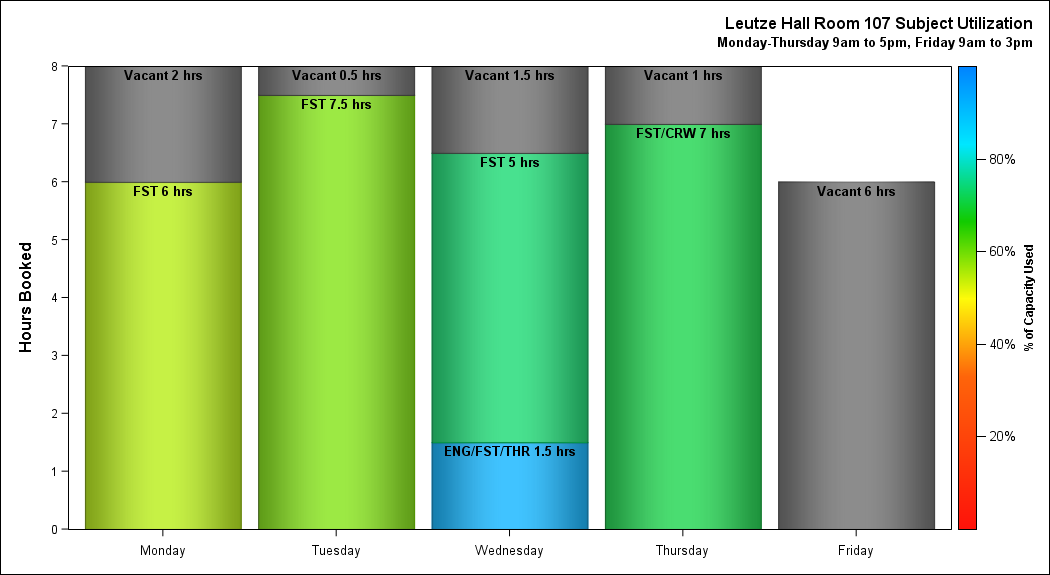 Leutze Hall Room 107 Subject Utilization
Monday-Thursday 9am to 5pm, Friday 9am to 3pm
Hours Booked
8
7
6
5
4
3
2
1
0
Vacant 2 hrs
FST 6 hrs
Vacant 0.5 hrs
FST 7.5 hrs
Vacant 1.5 hrs
FST 5 hrs
ENG/FST/THR 1.5 hrs
Vacant 1 hrs
FST/CRW 7 hrs
Vacant 6 hrs
Monday
Tuesday
Wednesday
Thursday
Friday
80%
60%
40%
20%
% of Capacity Used